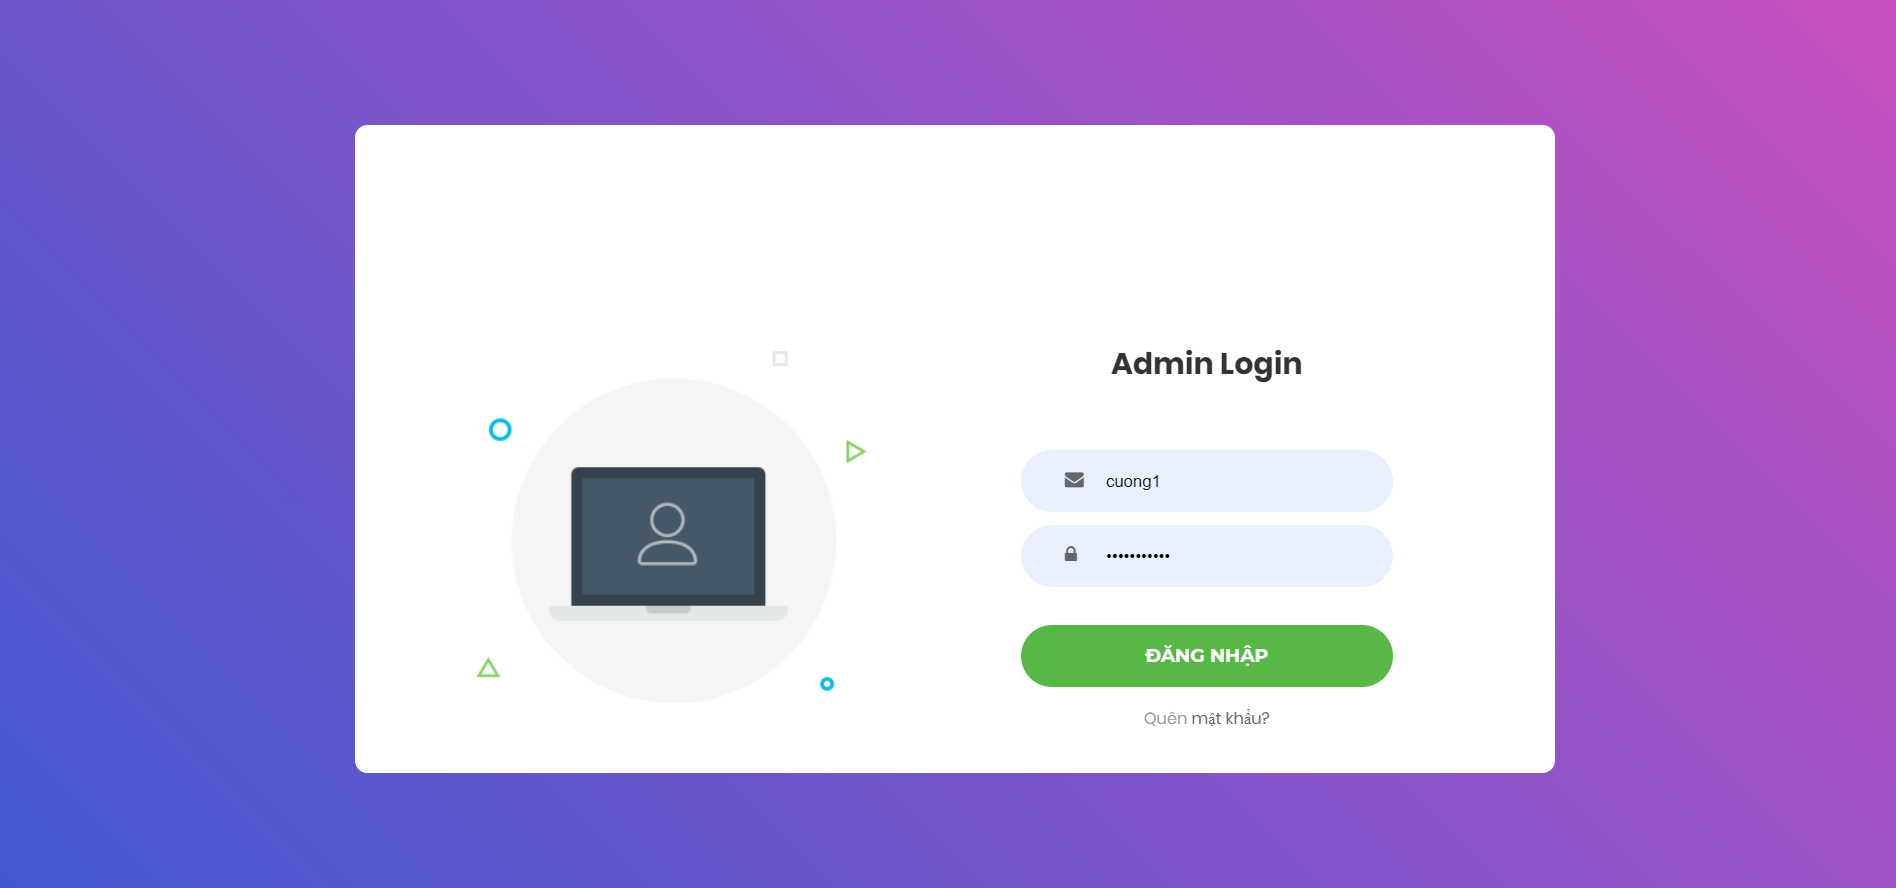 Admin Login
cuong1
•••••••••••
ĐĂNG NHẬP
Quên mật khẩu?